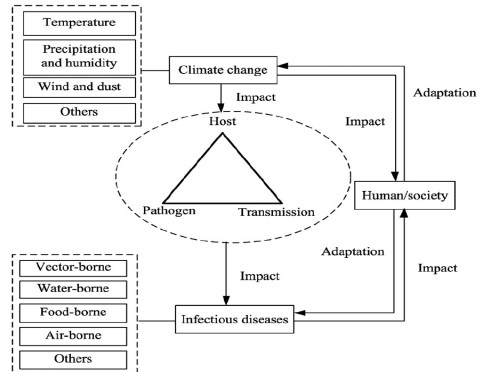 Temperature
Precipitation
and humidity
Wind and dust
Others
Climate change
Impact
Adaptation
Impact
Host
Pathogen
Transmission
Human/society
Adaptation
Impact
Impact
Vector-borne
Water-borne
Food-borne
Air-borne
Others
Infectious diseases